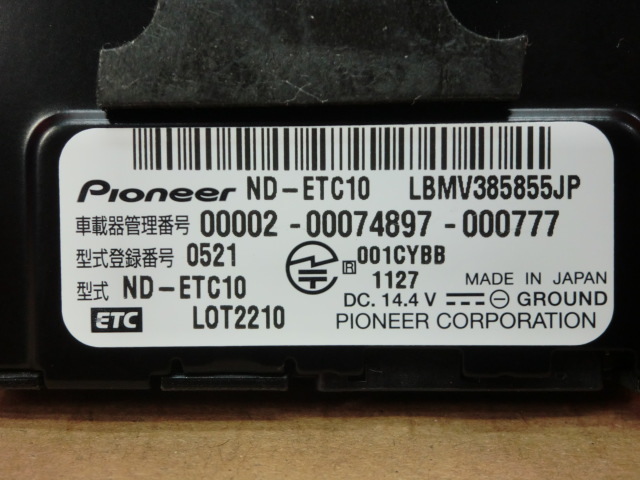 Pioneer ND-ETC10 LBMV385855JP
車載器管理番号 00002-00074897-000777
型式登録番号 0521 R 001CYBB
1127
型式 ND-ETC10 MADE IN JAPAN
DC. 14.4 V GROUND
ETC LOT2210 PIONEER CORPORATION